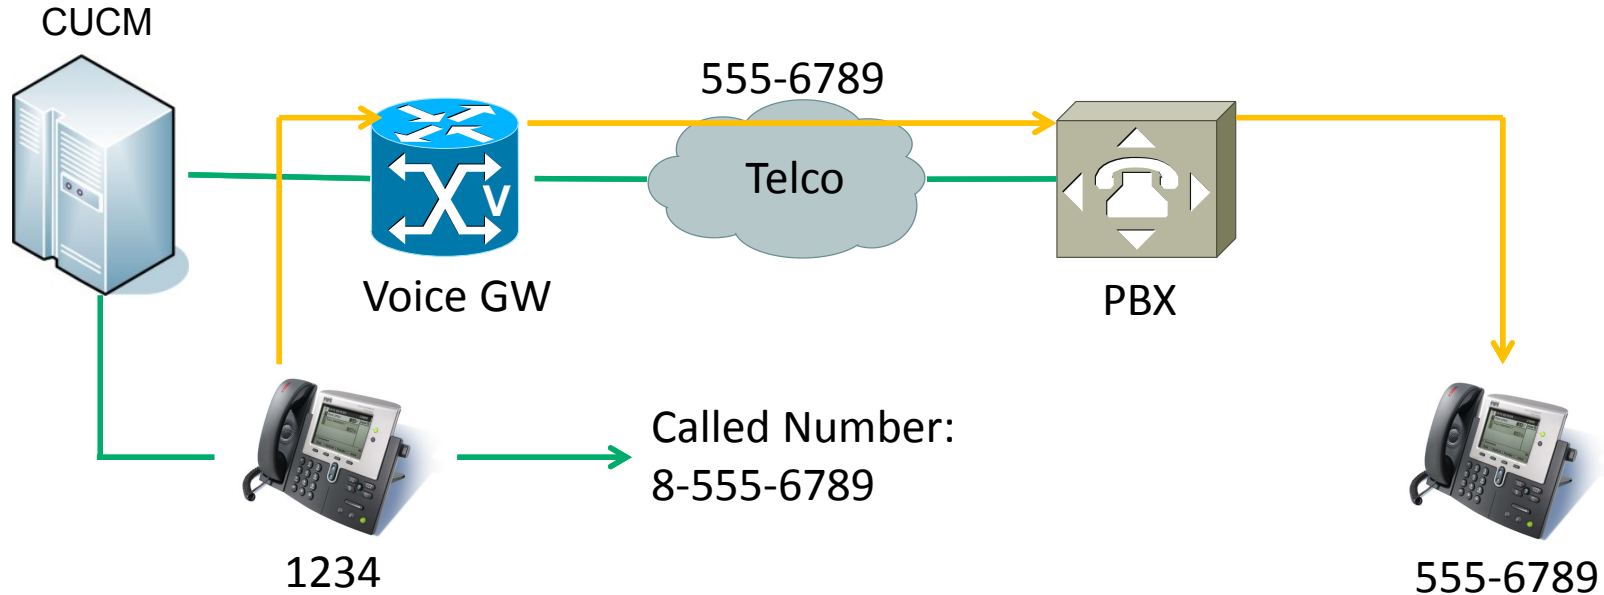 CUCM
555-6789
Telco
V
Voice GW
PBX
Called Number:
8-555-6789
1234
555-6789